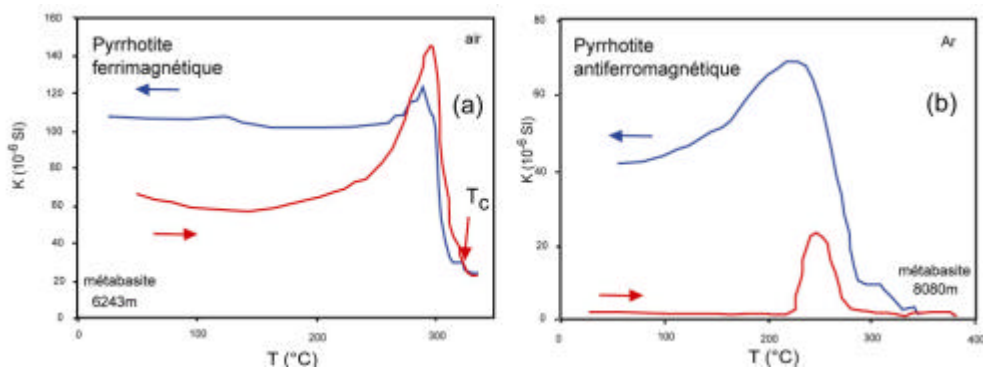 160
140
120
100
80
60
40
20
0
K (10⁻⁶ SI)
Pyrrhotite
ferrimagnétique
air
(a)
T_C
métabasite
6243m
0 100 200 300
T (°C)
80
60
40
20
0
K (10⁻⁶ SI)
Pyrrhotite
antiferromagnétique
Ar
(b)
métabasite
8080m
0 100 200 300 400
T (°C)